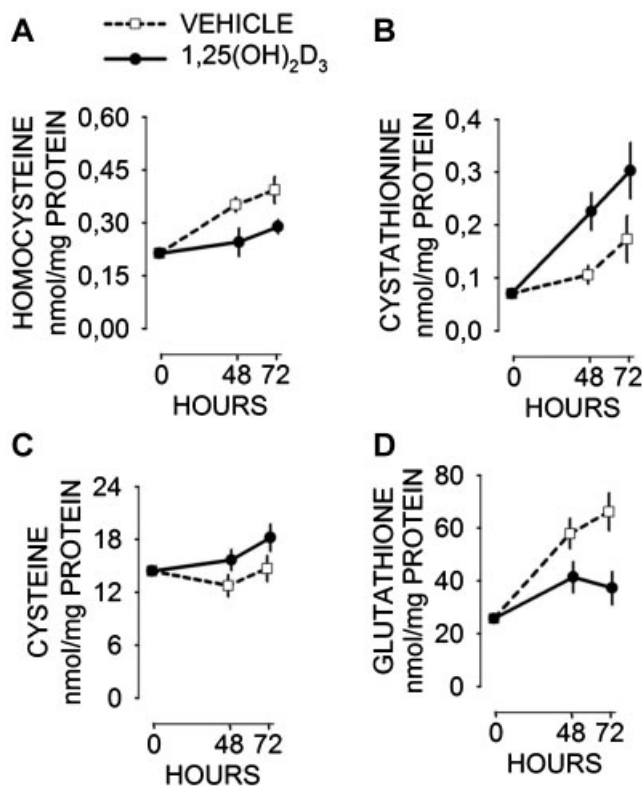 A
VEHICLE
1,25(OH)₂D₃
HOMOCYSTEINE
nmol/mg PROTEIN
0,60
0,45
0,30
0,15
0,00
0 48 72
HOURS
B
CYSTATHIONINE
nmol/mg PROTEIN
0,4
0,3
0,2
0,1
0,0
0 48 72
HOURS
C
CYSTEINE
nmol/mg PROTEIN
24
18
12
6
0
0 48 72
HOURS
D
GLUTATHIONE
nmol/mg PROTEIN
80
60
40
20
0
0 48 72
HOURS